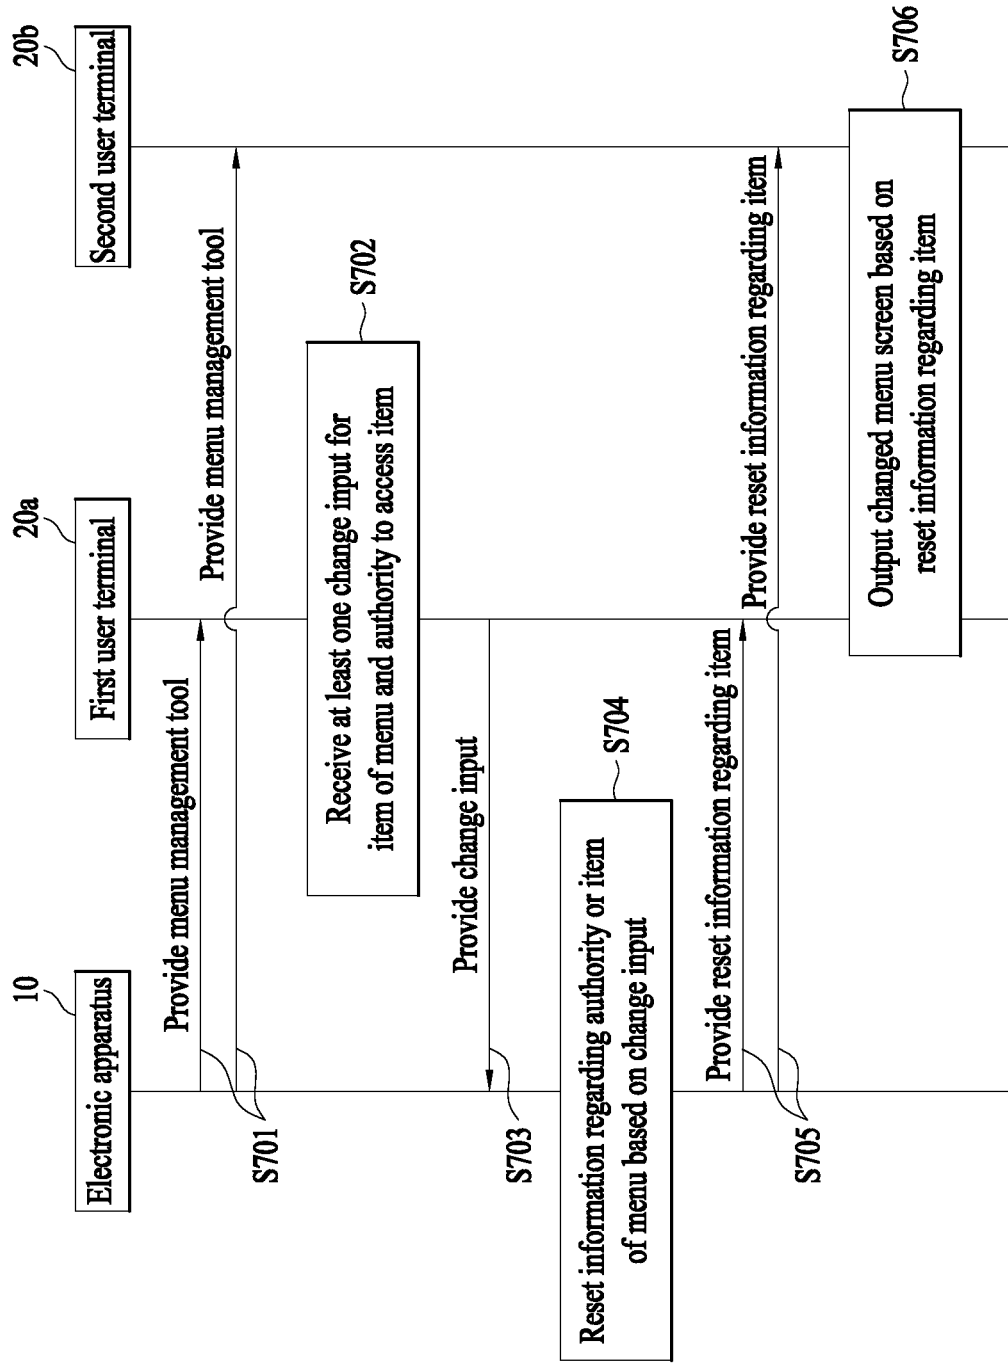 10
20a
20b
Electronic apparatus
First user terminal
Second user terminal
Provide menu management tool
Provide menu management tool
S701
Receive at least one change input for
item of menu and authority to access item
S702
Provide change input
S703
Reset information regarding authority or item
of menu based on change input
S704
Provide reset information regarding item
Provide reset information regarding item
S705
Output changed menu screen based on
reset information regarding item
S706